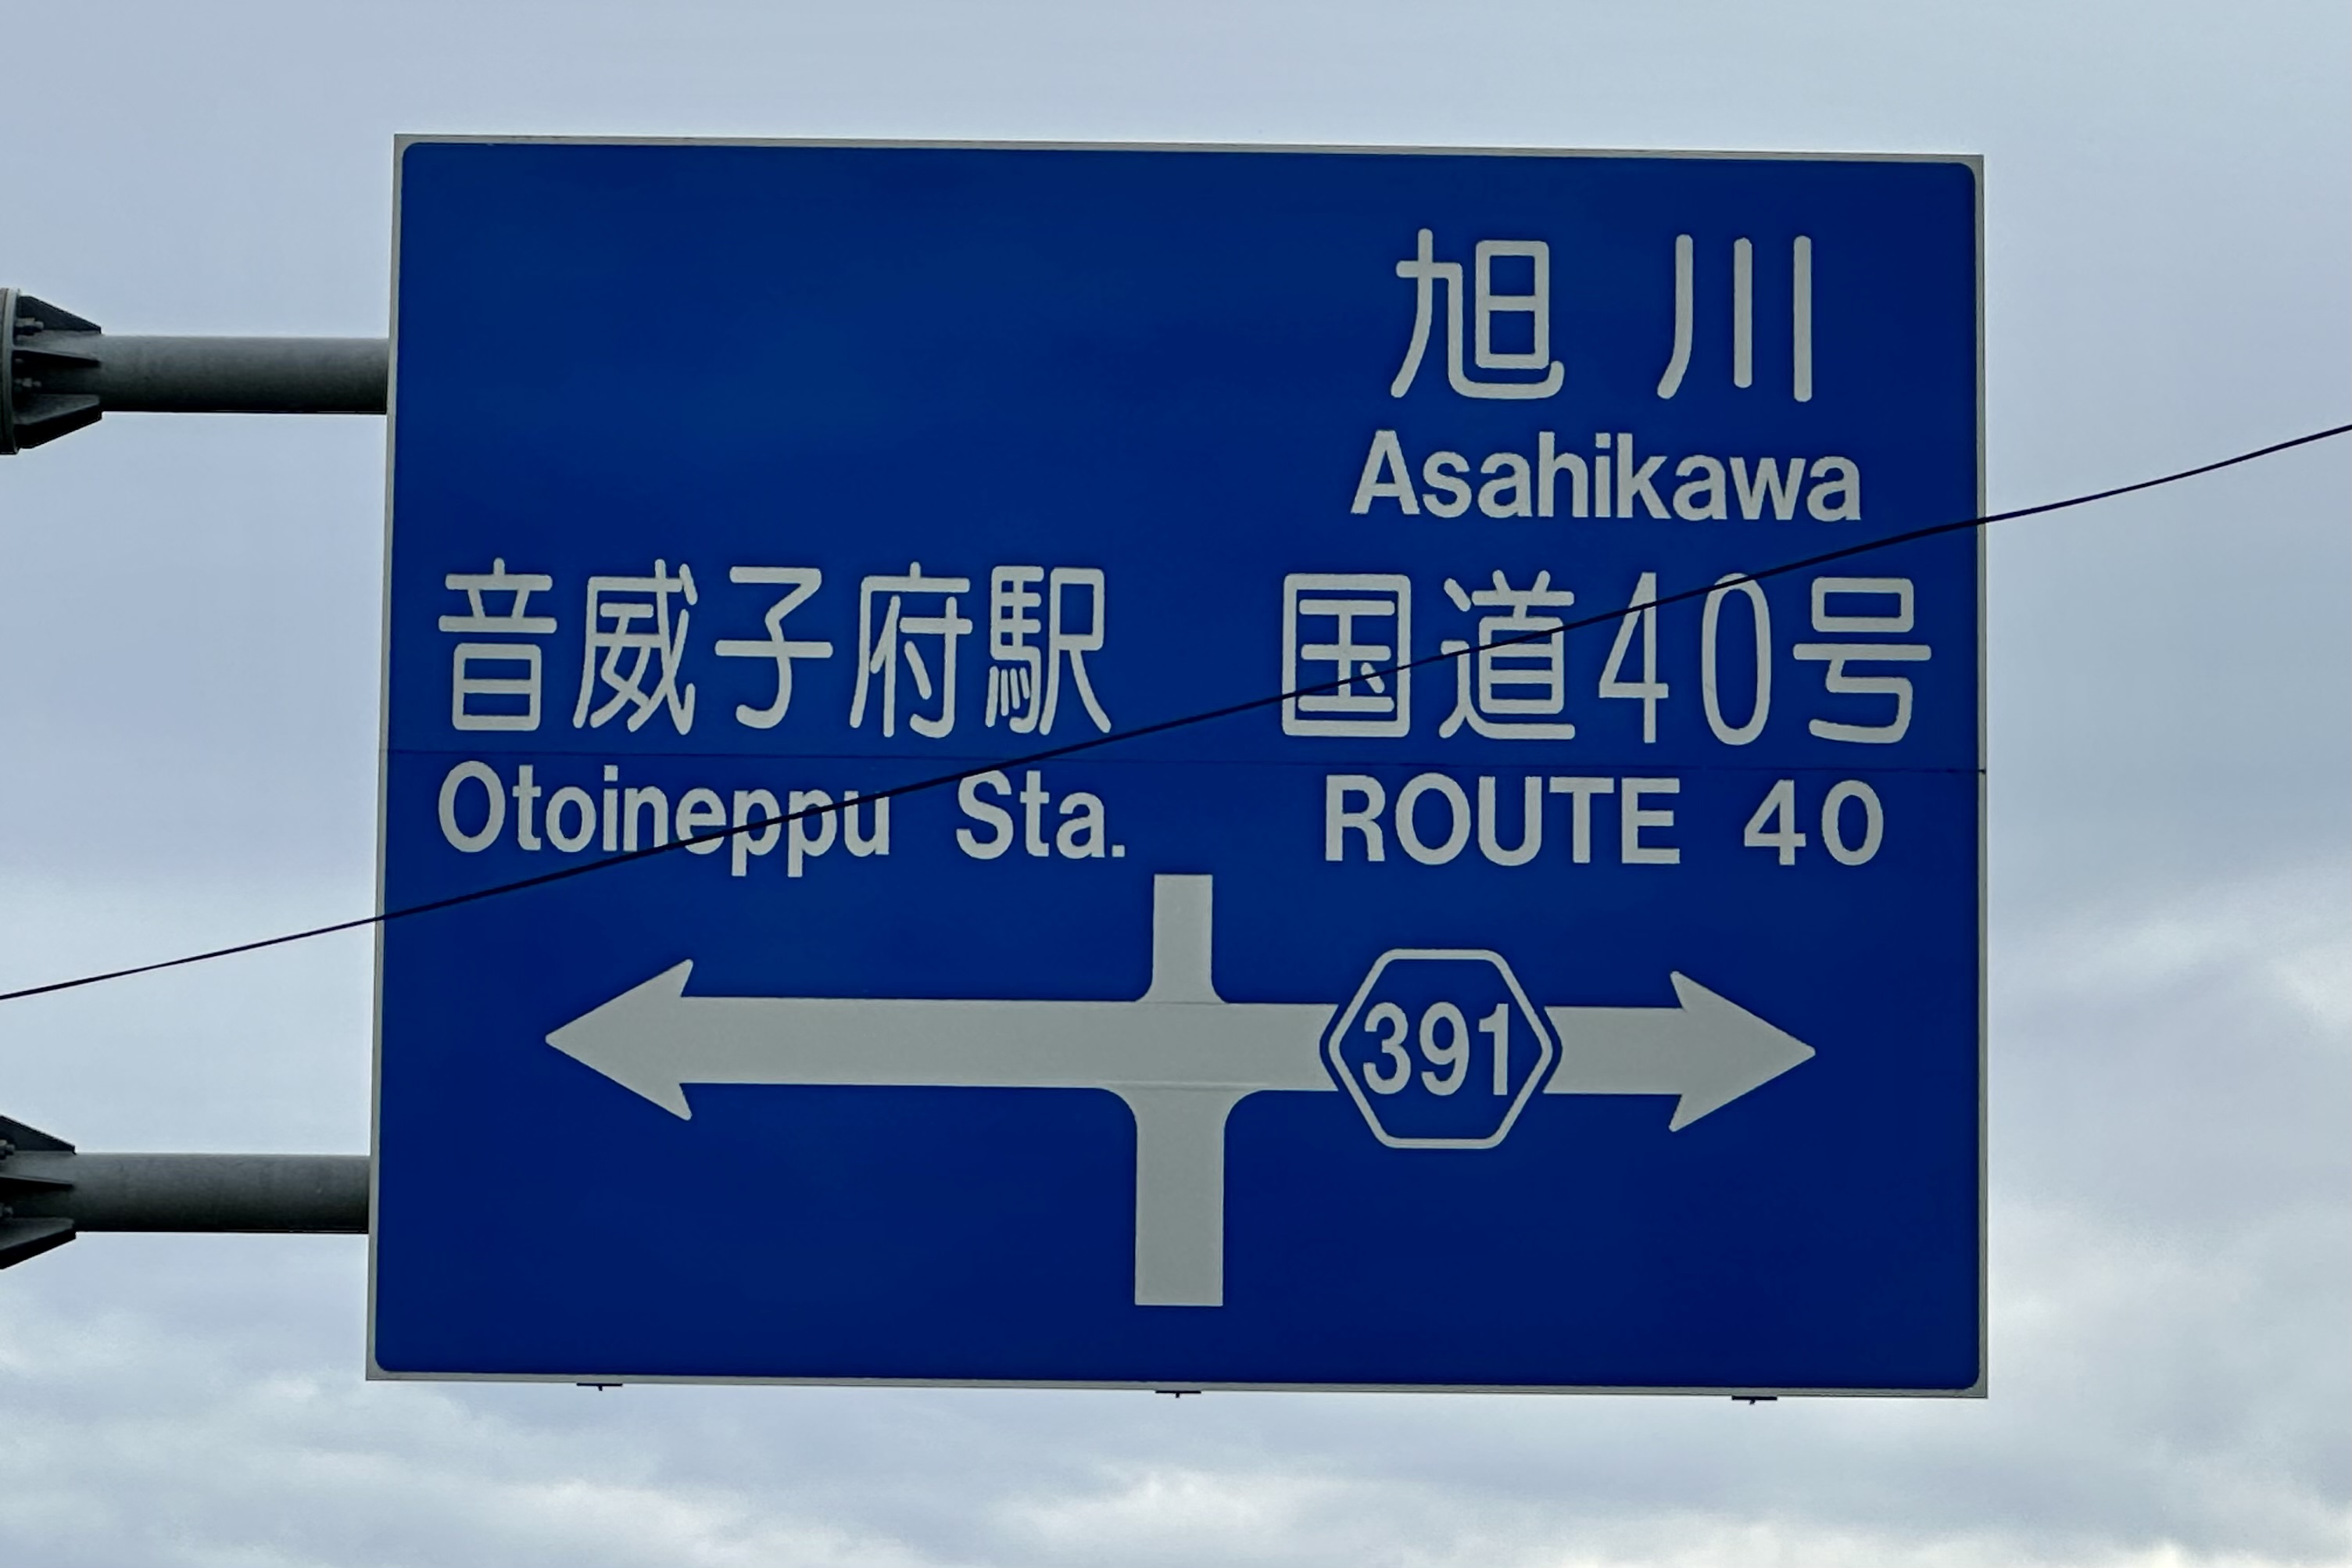 旭川
Asahikawa
音威子府駅
Otoineppu Sta.
国道40号
ROUTE 40
391